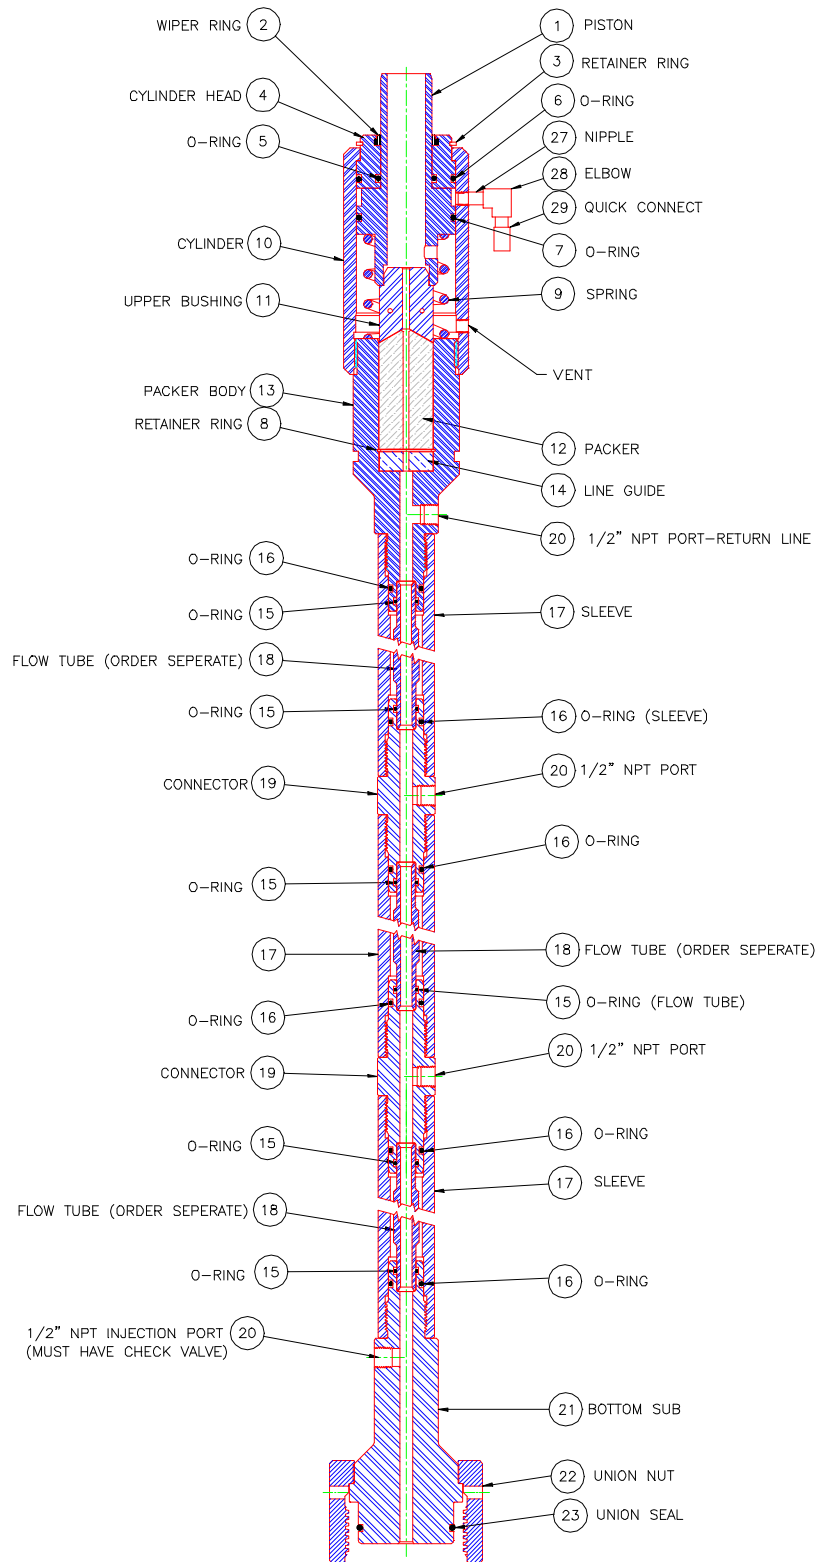 WIPER RING 2
1 PISTON
3 RETAINER RING
CYLINDER HEAD 4
6 O-RING
O-RING 5
27 NIPPLE
28 ELBOW
29 QUICK CONNECT
CYLINDER 10
7 O-RING
UPPER BUSHING 11
9 SPRING
VENT
PACKER BODY 13
RETAINER RING 8
12 PACKER
14 LINE GUIDE
20 1/2" NPT PORT-RETURN LINE
O-RING 16
O-RING 15
17 SLEEVE
FLOW TUBE (ORDER SEPERATE) 18
O-RING 15
16 O-RING (SLEEVE)
20 1/2" NPT PORT
CONNECTOR 19
16 O-RING
O-RING 15
17
18 FLOW TUBE (ORDER SEPERATE)
15 O-RING (FLOW TUBE)
O-RING 16
20 1/2" NPT PORT
CONNECTOR 19
16 O-RING
O-RING 15
17 SLEEVE
FLOW TUBE (ORDER SEPERATE) 18
O-RING 15
16 O-RING
1/2" NPT INJECTION PORT 20
(MUST HAVE CHECK VALVE)
21 BOTTOM SUB
22 UNION NUT
23 UNION SEAL